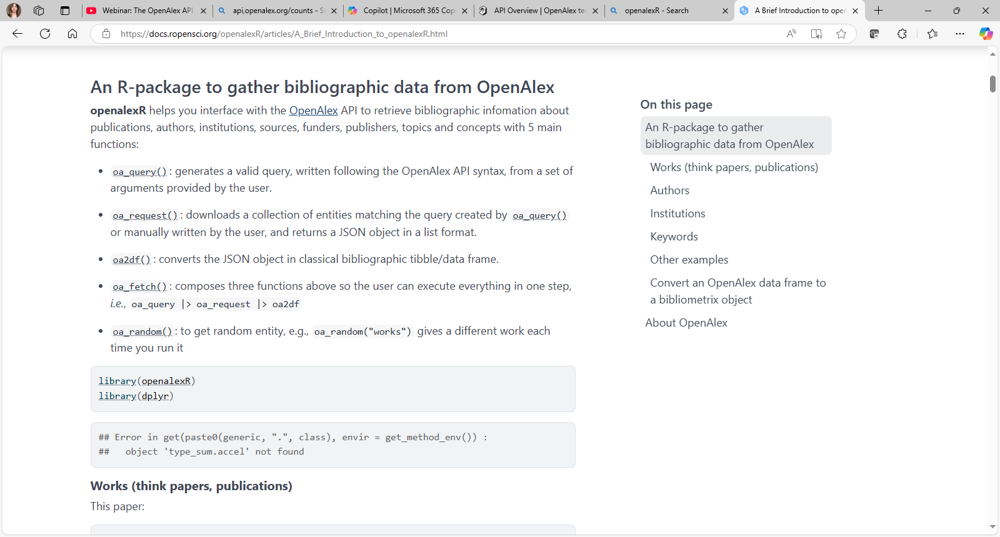 Webinar: The OpenAlex API
api,openalex.org/counts - Se
Copilot | Microsoft 365 Cop
API Overview | OpenAlex te
openalexR - Search
A Brief Introduction to open
https://docs.ropensci.org/openalexR/articles/A_Brief_Introduction_to_openalexR.html
An R-package to gather bibliographic data from OpenAlex
openalexR helps you interface with the OpenAlex API to retrieve bibliographic infomation about
publications, authors, institutions, sources, funders, publishers, topics and concepts with 5 main
functions:
• oa_query() : generates a valid query, written following the OpenAlex API syntax, from a set of
arguments provided by the user.
• oa_request() : downloads a collection of entities matching the query created by oa_query()
or manually written by the user, and returns a JSON object in a list format.
• oa2df() : converts the JSON object in classical bibliographic tibble/data frame.
• oa_fetch() : composes three functions above so the user can execute everything in one step,
i.e., oa_query |> oa_request |> oa2df
• oa_random() : to get random entity, e.g., oa_random("works") gives a different work each
time you run it
library(openalexR)
library(dplyr)
## Error in get(paste0(generic, ".", class), envir = get_method_env()) :
##   object 'type_sum.accel' not found
Works (think papers, publications)
This paper:
On this page
An R-package to gather
bibliographic data from OpenAlex
Works (think papers, publications)
Authors
Institutions
Keywords
Other examples
Convert an OpenAlex data frame to
a bibliometrix object
About OpenAlex